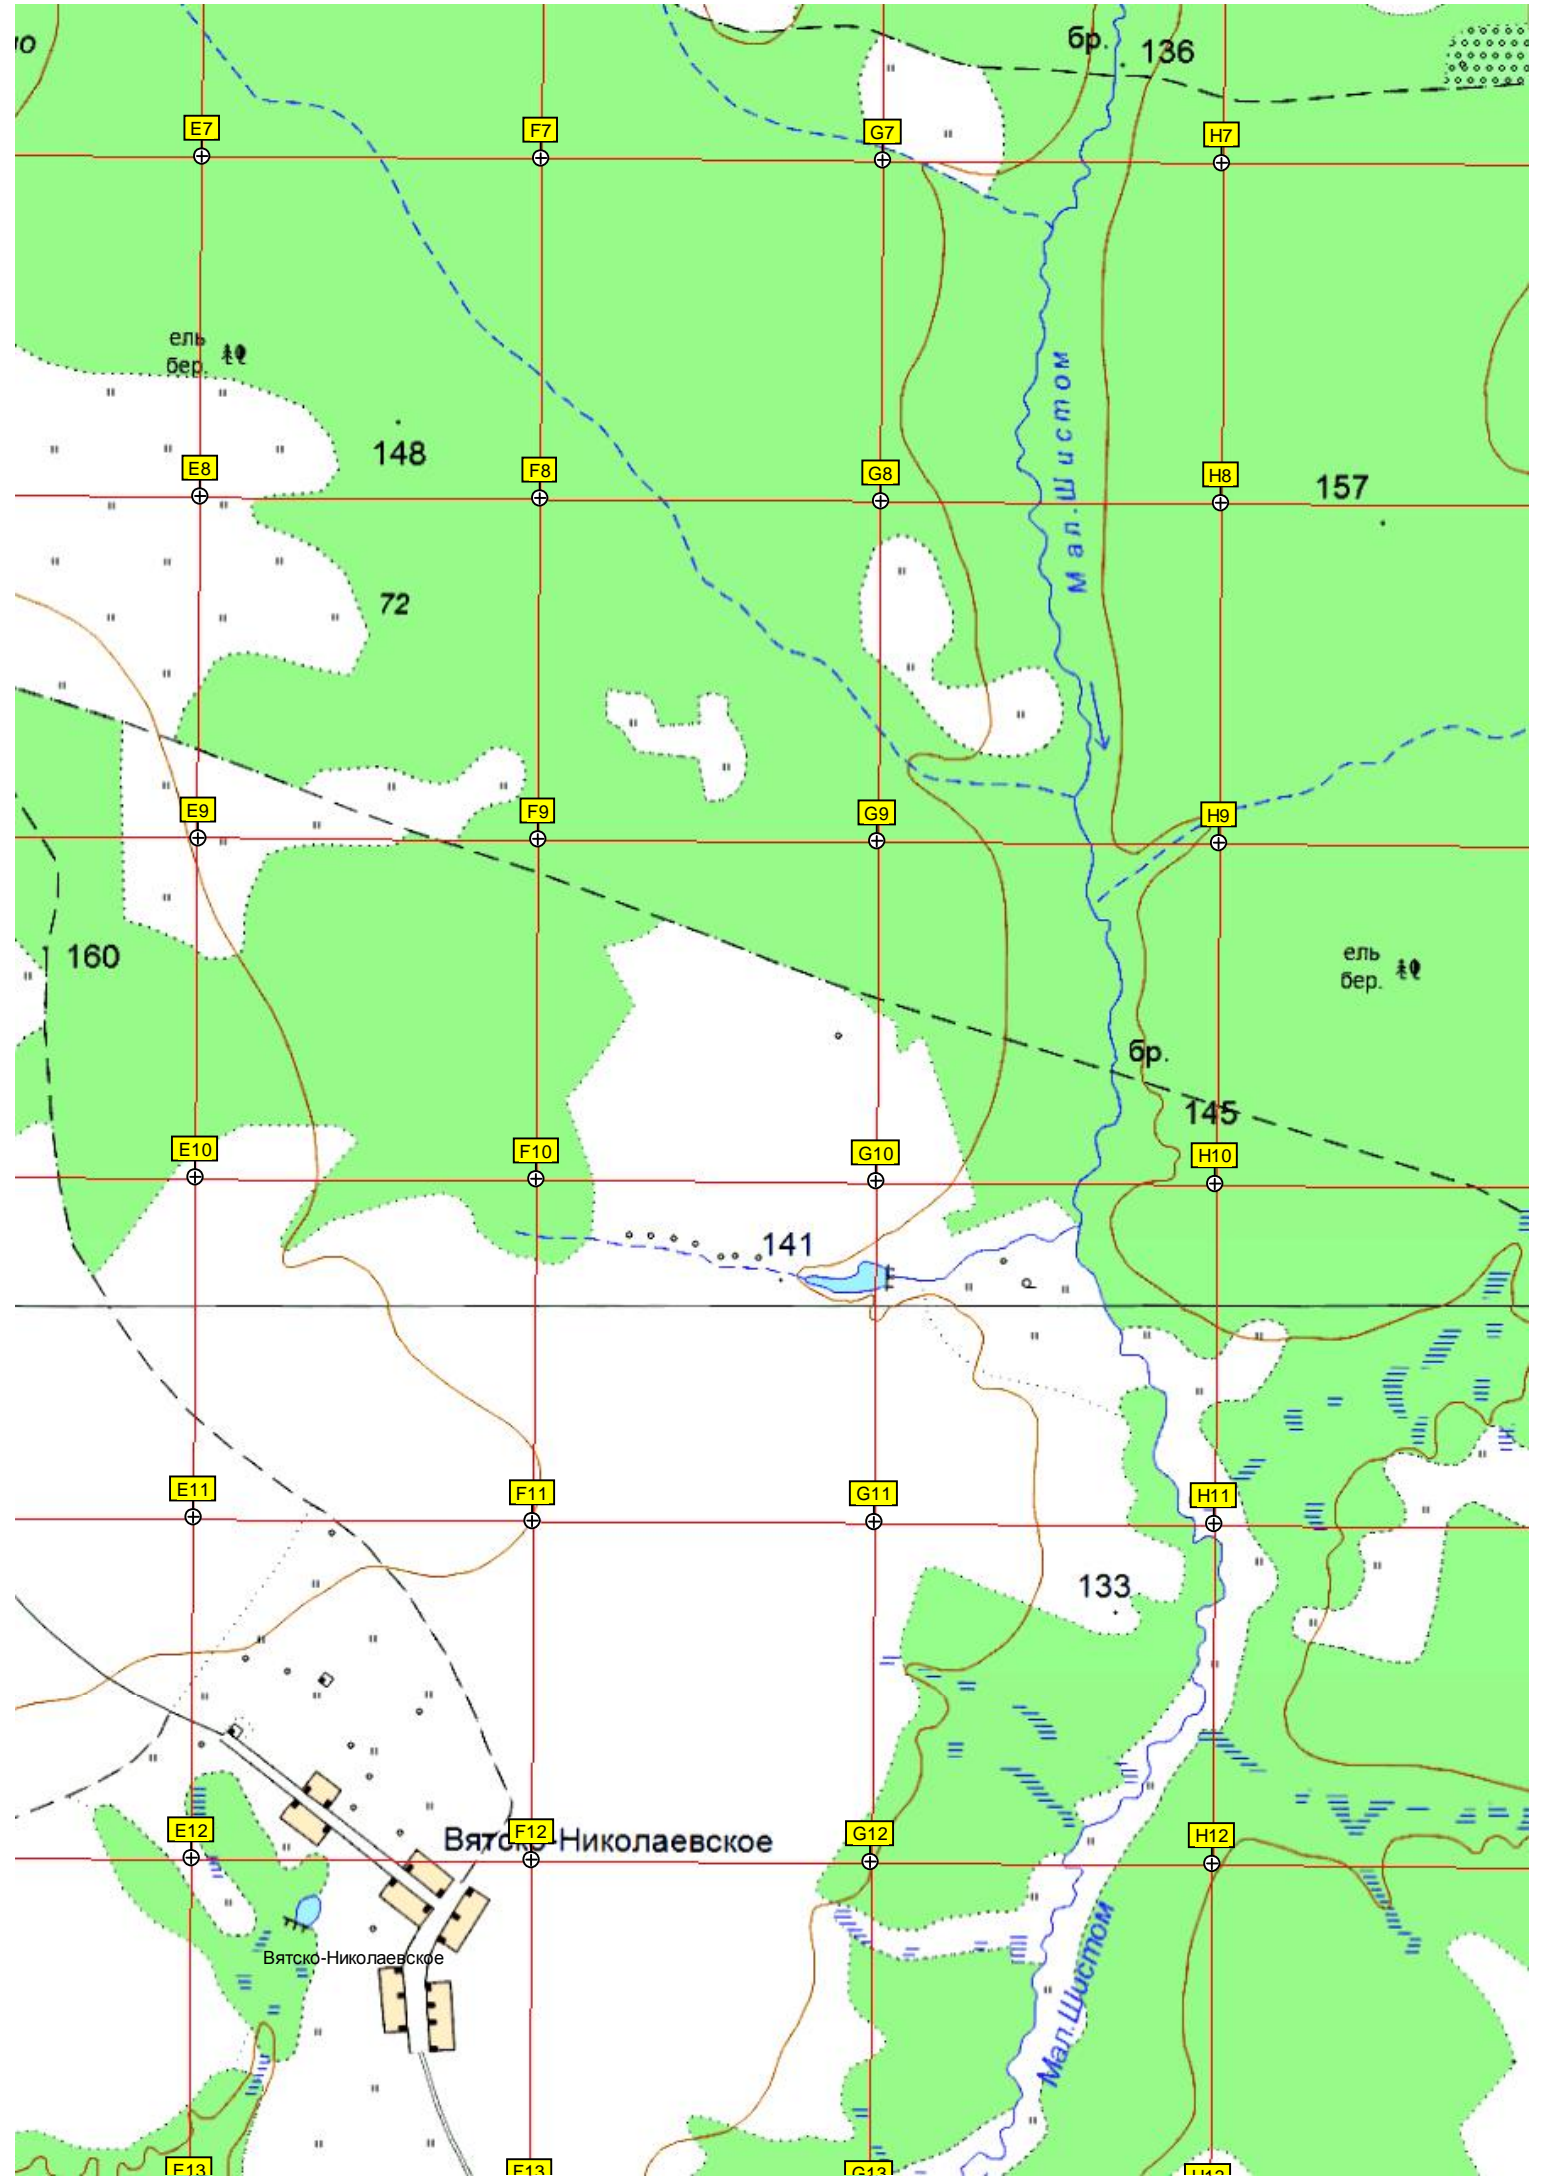 бр.
136
E7
F7
G7
H7
ель
бер.
148
Мал.Шистом
E8
F8
G8
H8
157
72
E9
F9
G9
H9
160
ель
бер.
бр.
145
E10
F10
G10
H10
141
E11
F11
G11
H11
133
E12
Вятско-Николаевское
F12
G12
H12
Вятско-Николаевское
Мал.Шистом
E13
F13
G13
H13